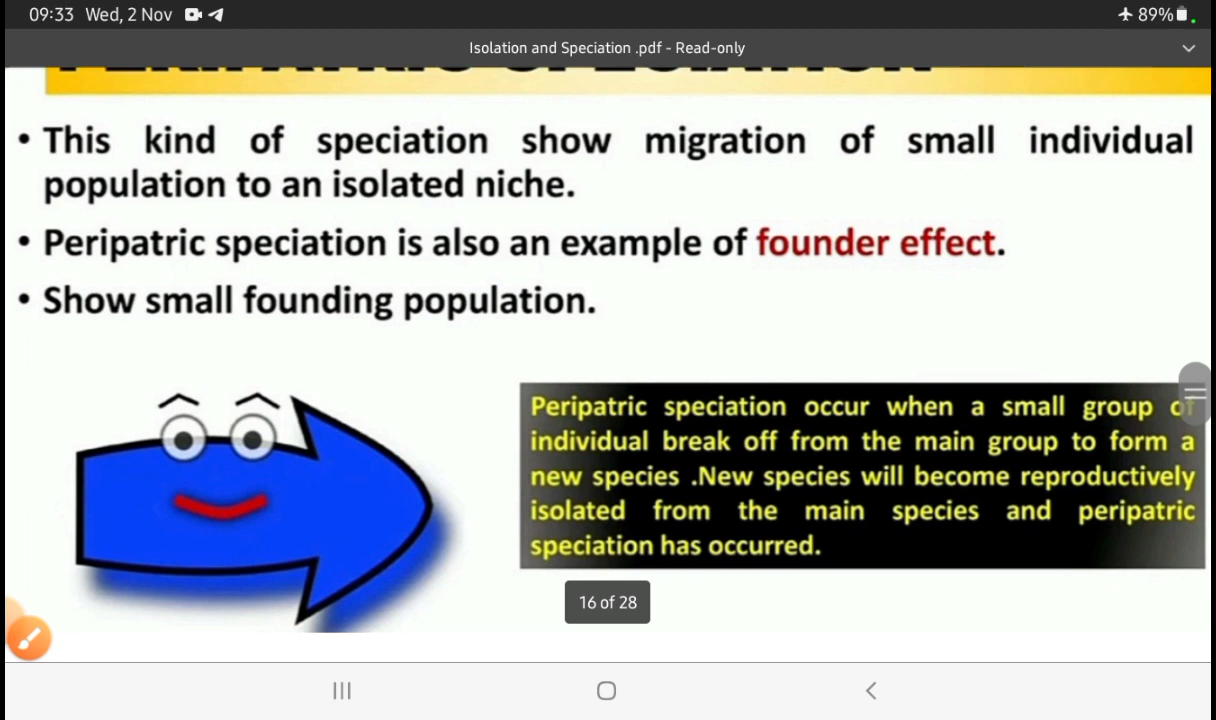 09:33 Wed, 2 Nov
89%
Isolation and Speciation .pdf - Read-only
PERIPATRIC SPECIATION
• This kind of speciation show migration of small individual
population to an isolated niche.
• Peripatric speciation is also an example of founder effect.
• Show small founding population.
Peripatric speciation occur when a small group of
individual break off from the main group to form a
new species .New species will become reproductively
isolated from the main species and peripatric
speciation has occurred.
16 of 28